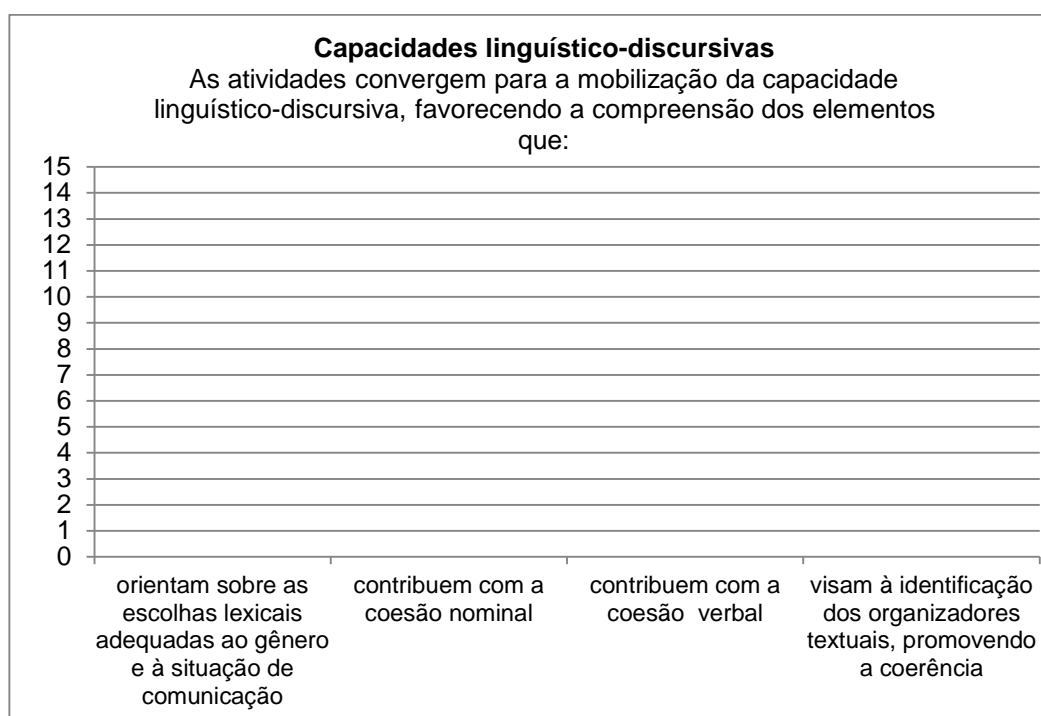 Capacidades linguístico-discursivas
As atividades convergem para a mobilização da capacidade
linguístico-discursiva, favorecendo a compreensão dos elementos
que:
15
14
13
12
11
10
9
8
7
6
5
4
3
2
1
0
orientam sobre as
escolhas lexicais
adequadas ao gênero
e à situação de
comunicação
contribuem com a
coesão nominal
contribuem com a
coesão verbal
visam à identificação
dos organizadores
textuais, promovendo
a coerência